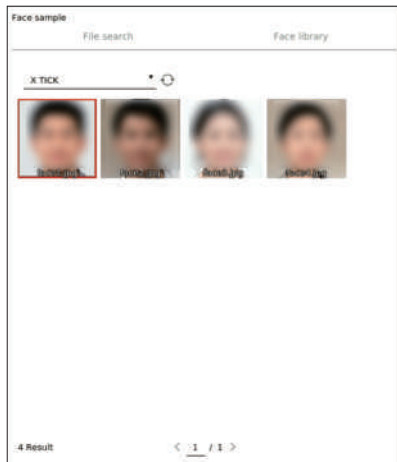 Face sample
File search Face library
X TICK
4 Result < 1 / 1 >